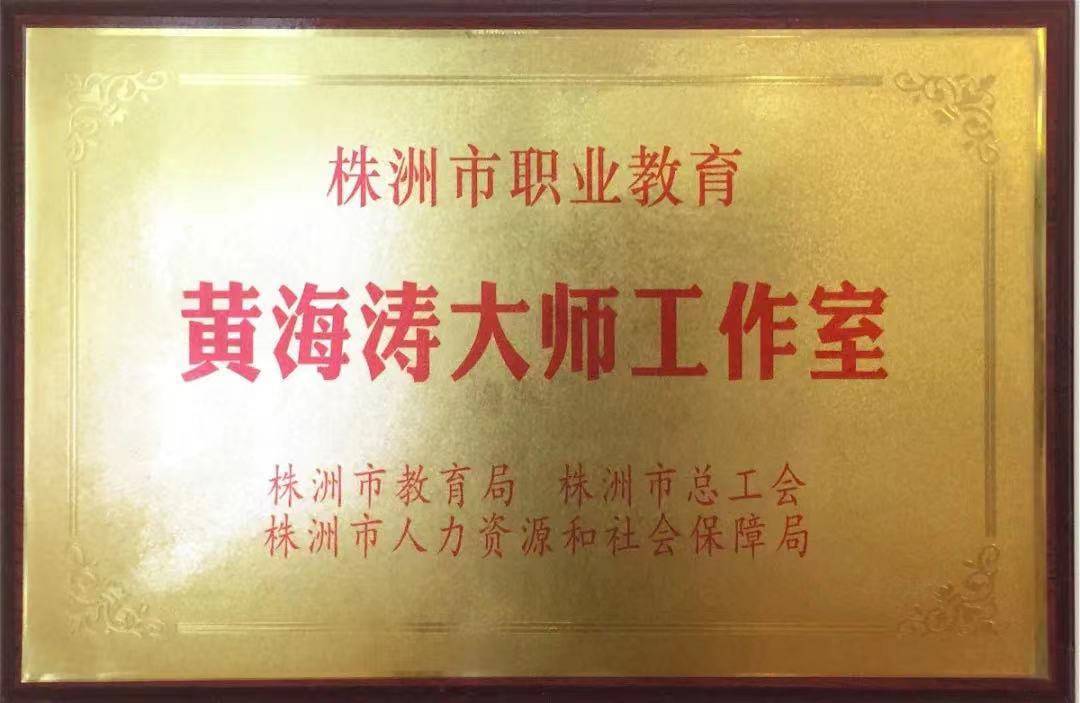 株洲市职业教育
黄海涛大师工作室
株洲市教育局 株洲市总工会
株洲市人力资源和社会保障局